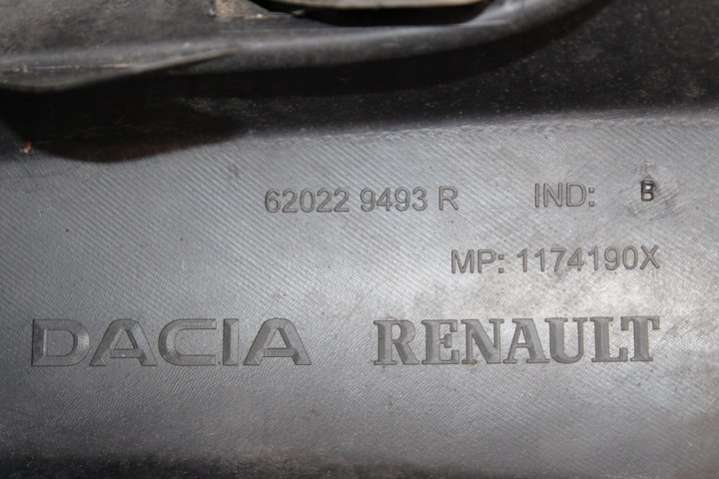 62022 9493 R IND: B
MP: 1174190X
DACIA RENAULT